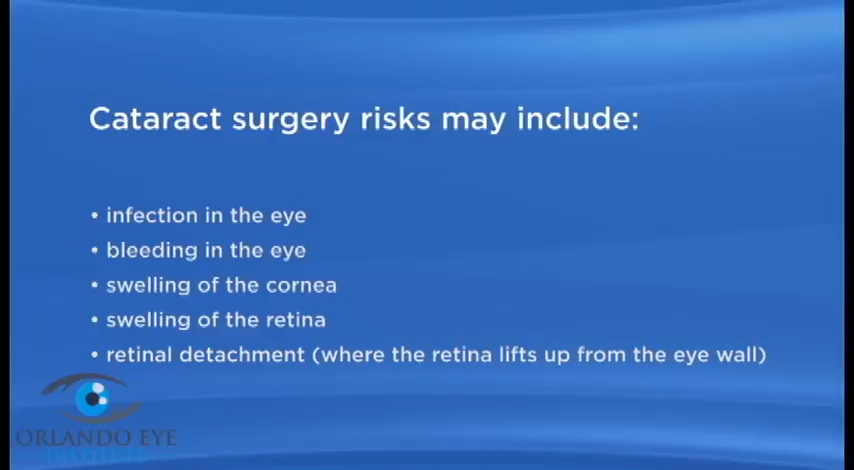 Cataract surgery risks may include:
• infection in the eye
• bleeding in the eye
• swelling of the cornea
• swelling of the retina
• retinal detachment (where the retina lifts up from the eye wall)
ORLANDO EYE
INSTITUTE